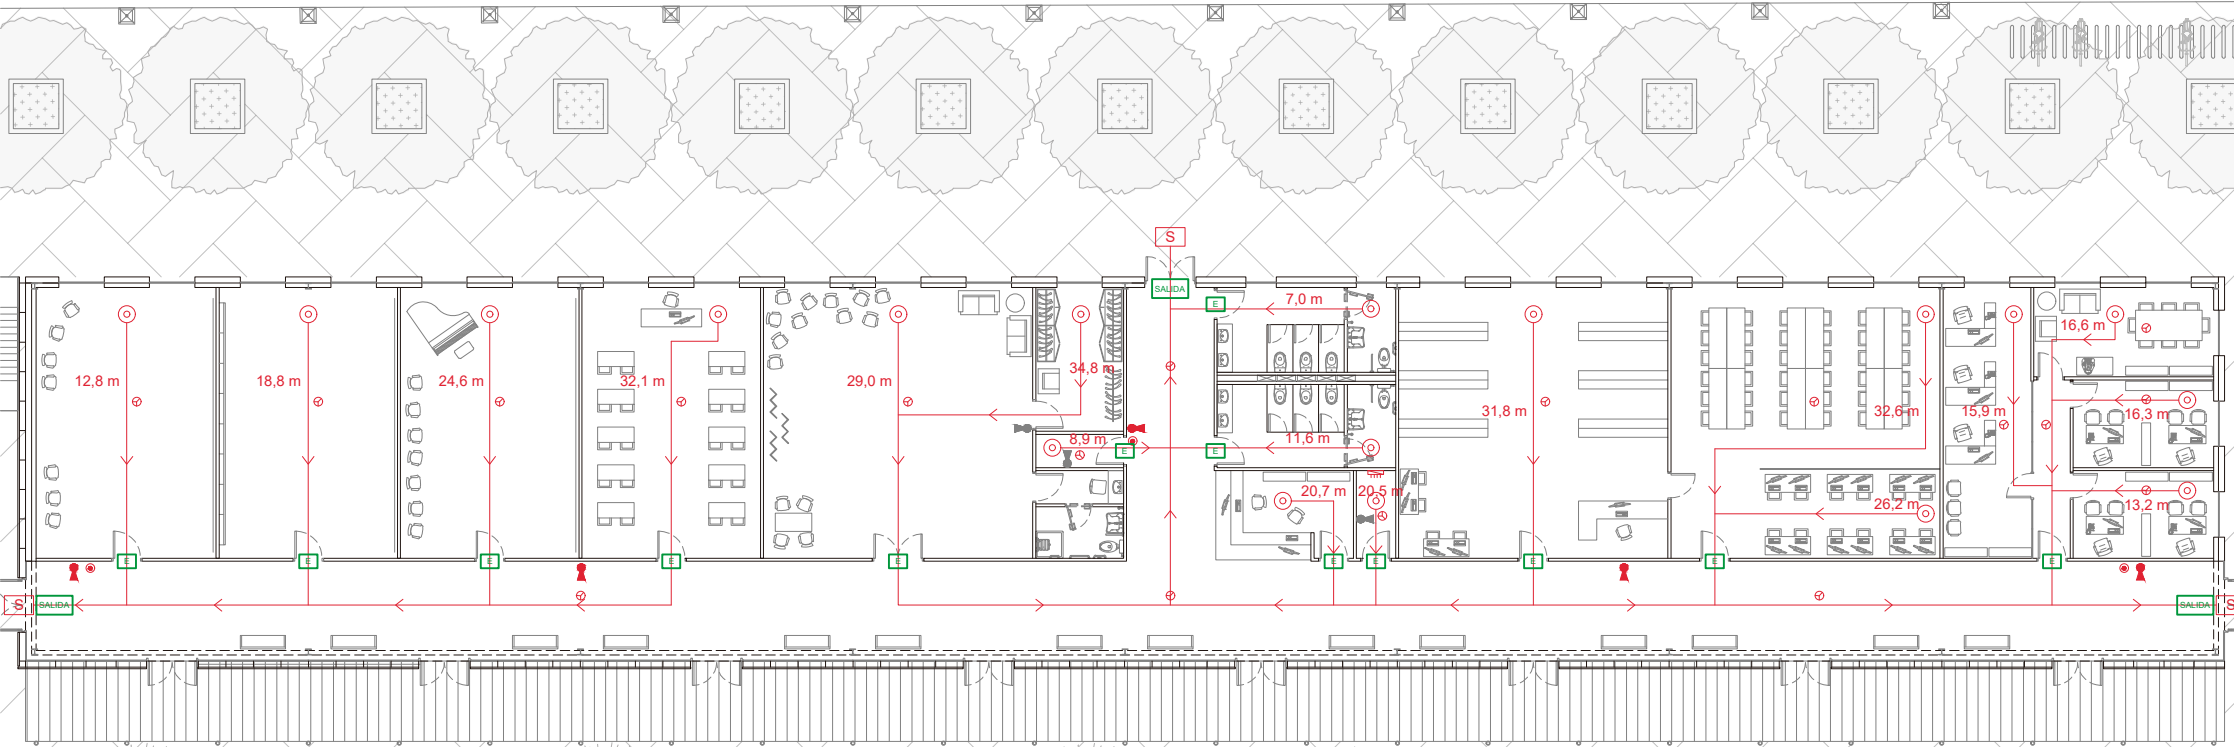 S
SALIDA
E
7,0 m
16,6 m
12,8 m
18,8 m
24,6 m
32,1 m
29,0 m
34,8 m
31,8 m
32,6 m
15,9 m
16,3 m
8,9 m
E
E
11,6 m
20,7 m
20,5 m
26,2 m
13,2 m
E
E
E
E
E
E
E
E
E
E
S
SALIDA
SALIDA
S